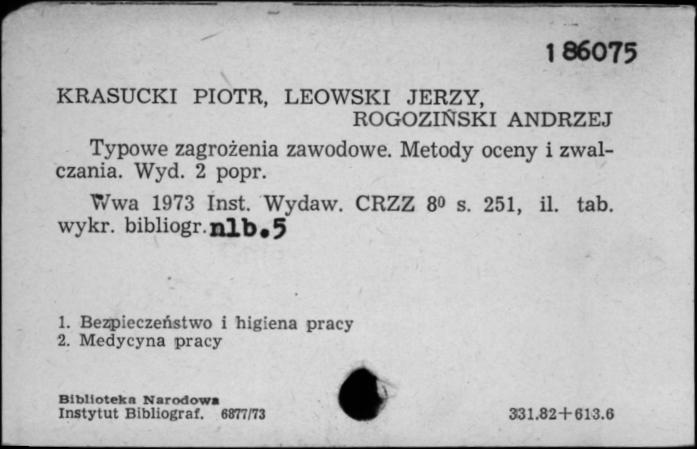 186075
KRASUCKI PIOTR, LEOWSKI JERZY,
ROGOZIŃSKI ANDRZEJ
Typowe zagrożenia zawodowe. Metody oceny i zwal-
czania. Wyd. 2 popr.
Wwa 1973 Inst. Wydaw. CRZZ 8⁰ s. 251, il. tab.
wykr. bibliogr. nlb.5
1. Bezpieczeństwo i higiena pracy
2. Medycyna pracy
Biblioteka Narodowa
Instytut Bibliograf. 6877/73
331.82+613.6